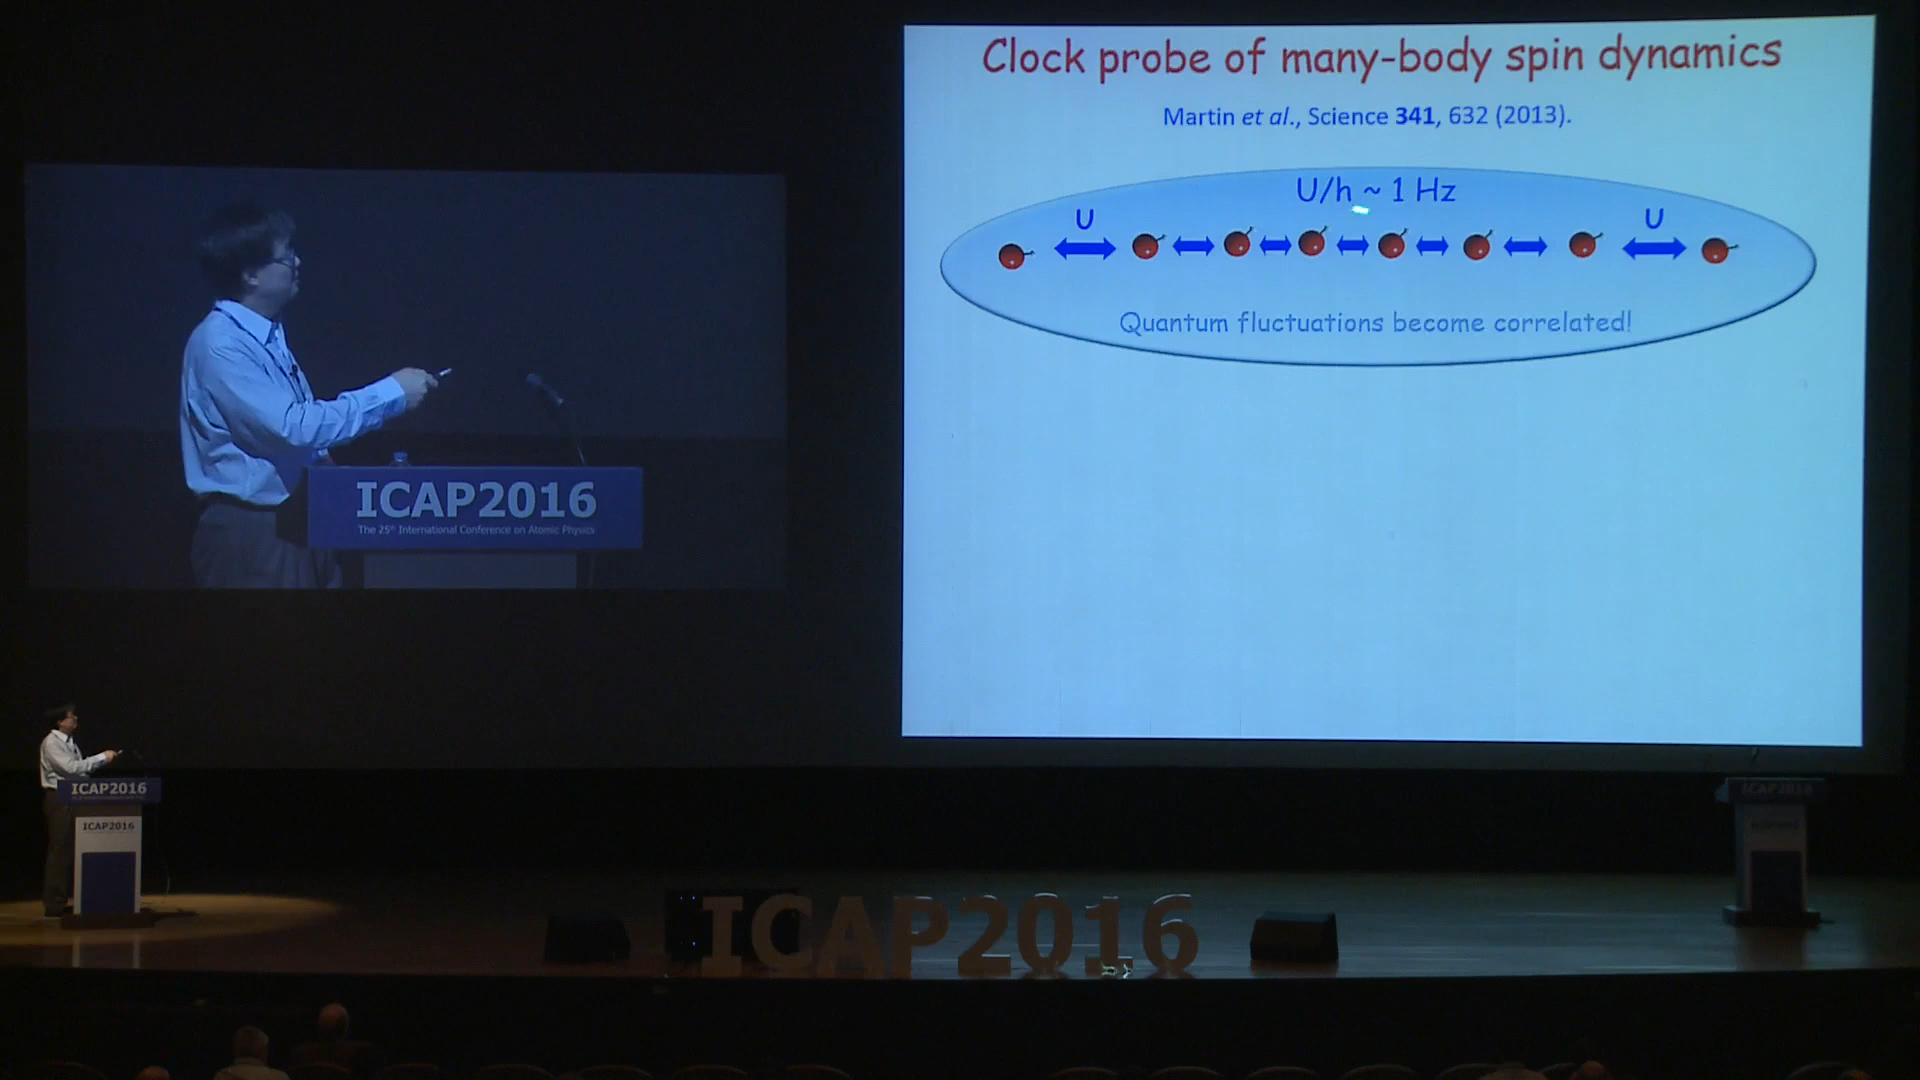 Clock probe of many-body spin dynamics
Martin et al., Science 341, 632 (2013).
U/h ~ 1 Hz
U
U
Quantum fluctuations become correlated!
ICAP2016
The 25th International Conference on Atomic Physics
ICAP2016
ICAP2016
ICAP2016
ICAP2016